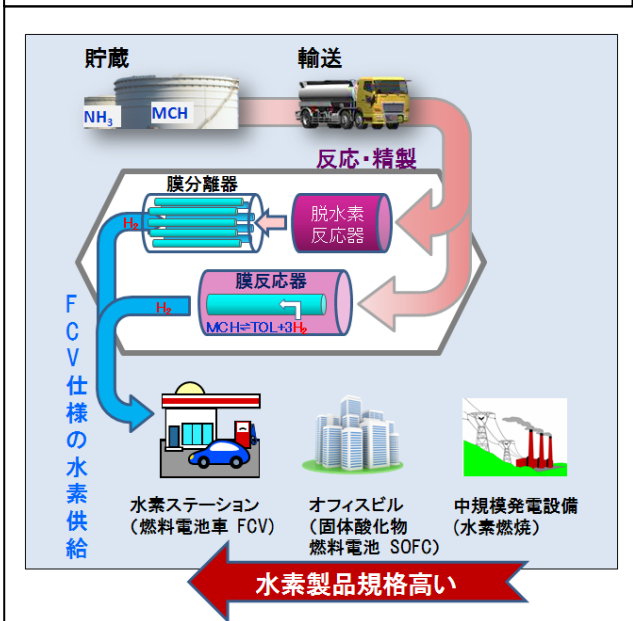 貯蔵
輸送
NH₃
MCH
反応・精製
膜分離器
脱水素
反応器
H₂
膜反応器
H₂
MCH⇌TOL+3H₂
FCV仕様の水素供給
水素ステーション
（燃料電池車 FCV）
オフィスビル
（固体酸化物
燃料電池 SOFC）
中規模発電設備
（水素燃焼）
水素製品規格高い